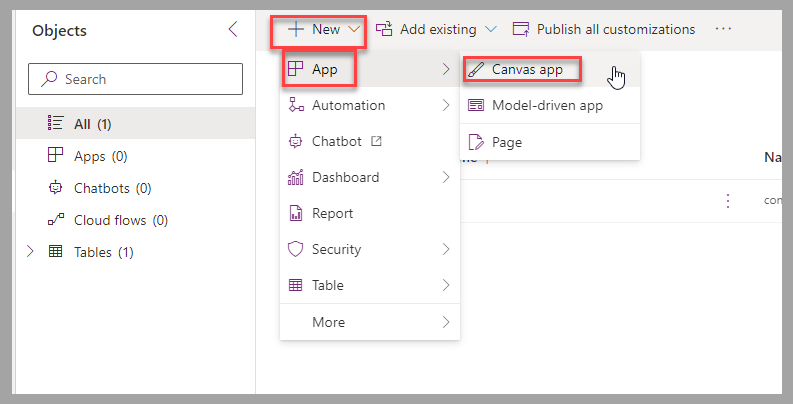 Objects
New
Add existing
Publish all customizations
Search
All (1)
Apps (0)
Chatbots (0)
Cloud flows (0)
Tables (1)
App
Automation
Chatbot
Dashboard
Report
Security
Table
More
Canvas app
Model-driven app
Page
Na
con